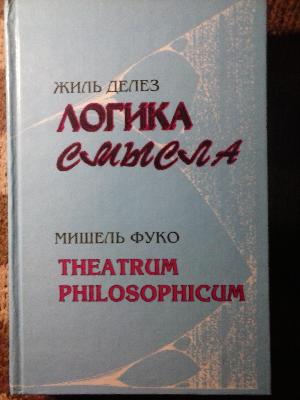 ЖИЛЬ ДЕЛЕЗ
ЛОГИКА
СМЫСЛА
МИШЕЛЬ ФУКО
THEATRUM
PHILOSOPHICUM